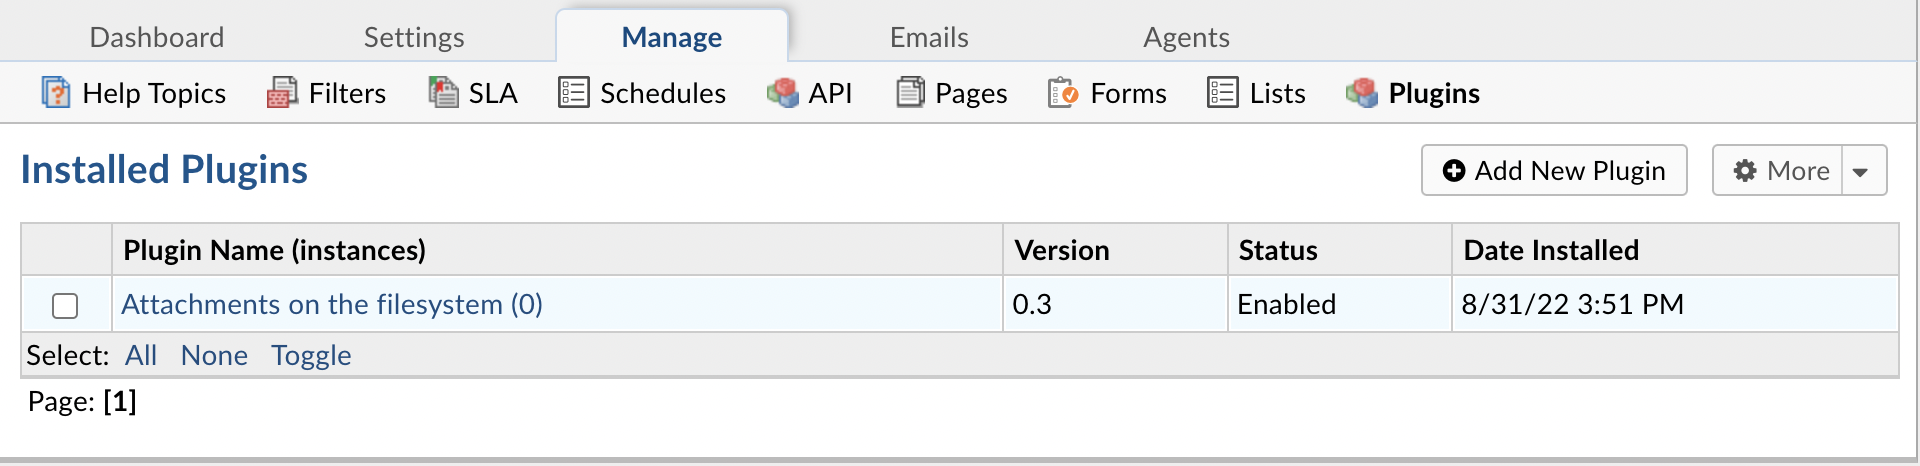 Dashboard Settings Manage Emails Agents
Help Topics Filters SLA Schedules API Pages Forms Lists Plugins
Installed Plugins Add New Plugin More
Plugin Name (instances) Version Status Date Installed
Attachments on the filesystem (0) 0.3 Enabled 8/31/22 3:51 PM
Select: All None Toggle
Page: [1]